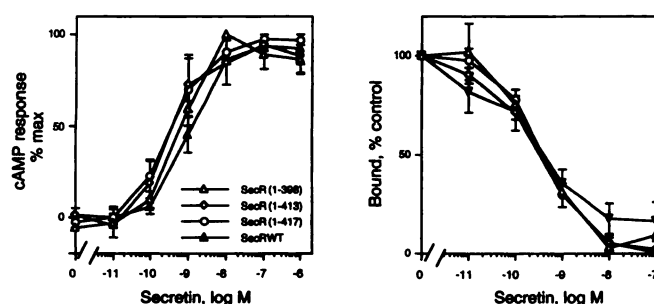 100
50
0
cAMP response
% max
SecR (1-398)
SecR (1-413)
SecR (1-417)
SecRWT
0 -11 -10 -9 -8 -7 -6
Secretin, log M
100
50
0
Bound, % control
0 -11 -10 -9 -8 -7
Secretin, log M